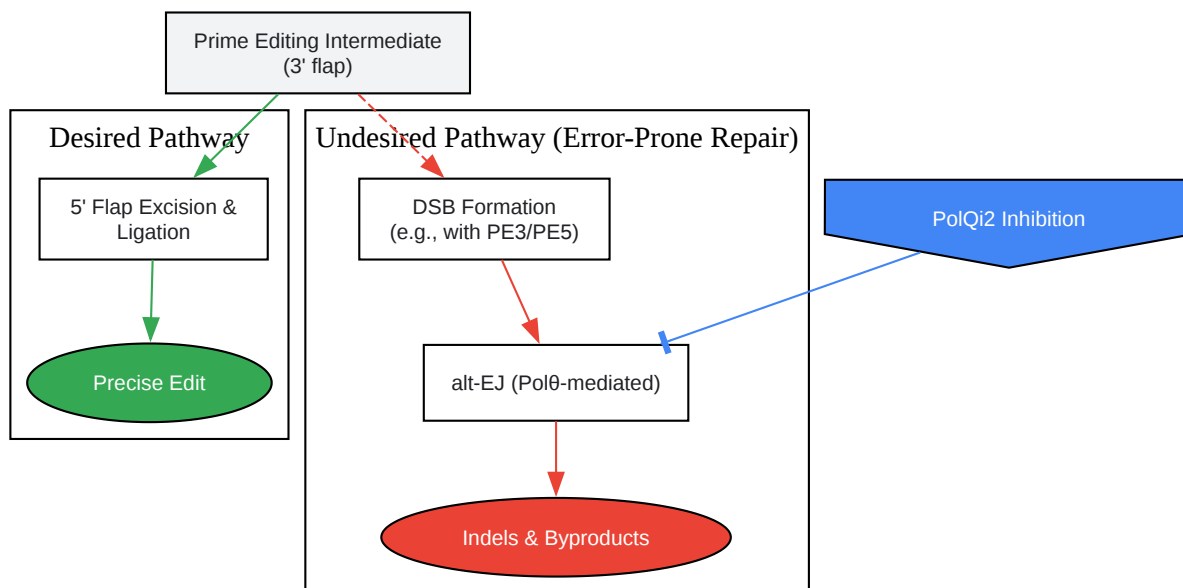 Prime Editing Intermediate
(3' flap)
Desired Pathway
Undesired Pathway (Error-Prone Repair)
5' Flap Excision &
Ligation
DSB Formation
(e.g., with PE3/PE5)
PolQi2 Inhibition
Precise Edit
alt-EJ (Polθ-mediated)
Indels & Byproducts